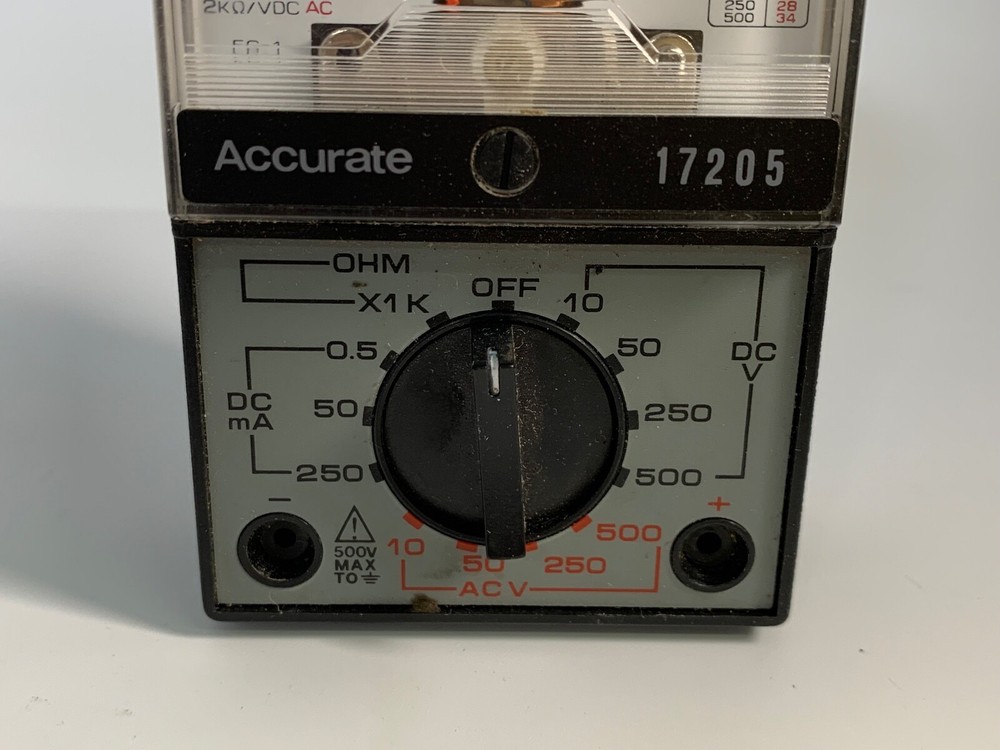 2KΩ/VDC AC
250 28
500 34
Accurate
17205
OHM
X1K
OFF
10
0.5
50
DC
V
DC
mA
50
250
250
500
−
+
500V
MAX
TO
10
50
250
500
AC V